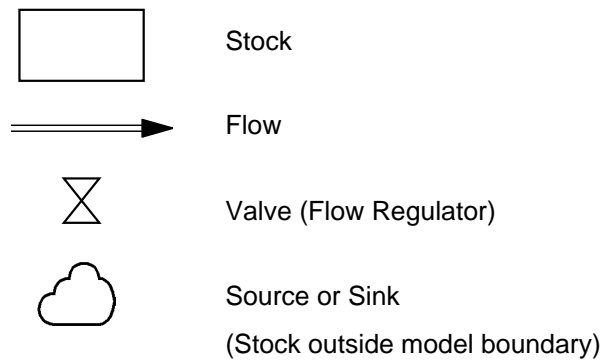 Stock
Flow
Valve (Flow Regulator)
Source or Sink
(Stock outside model boundary)